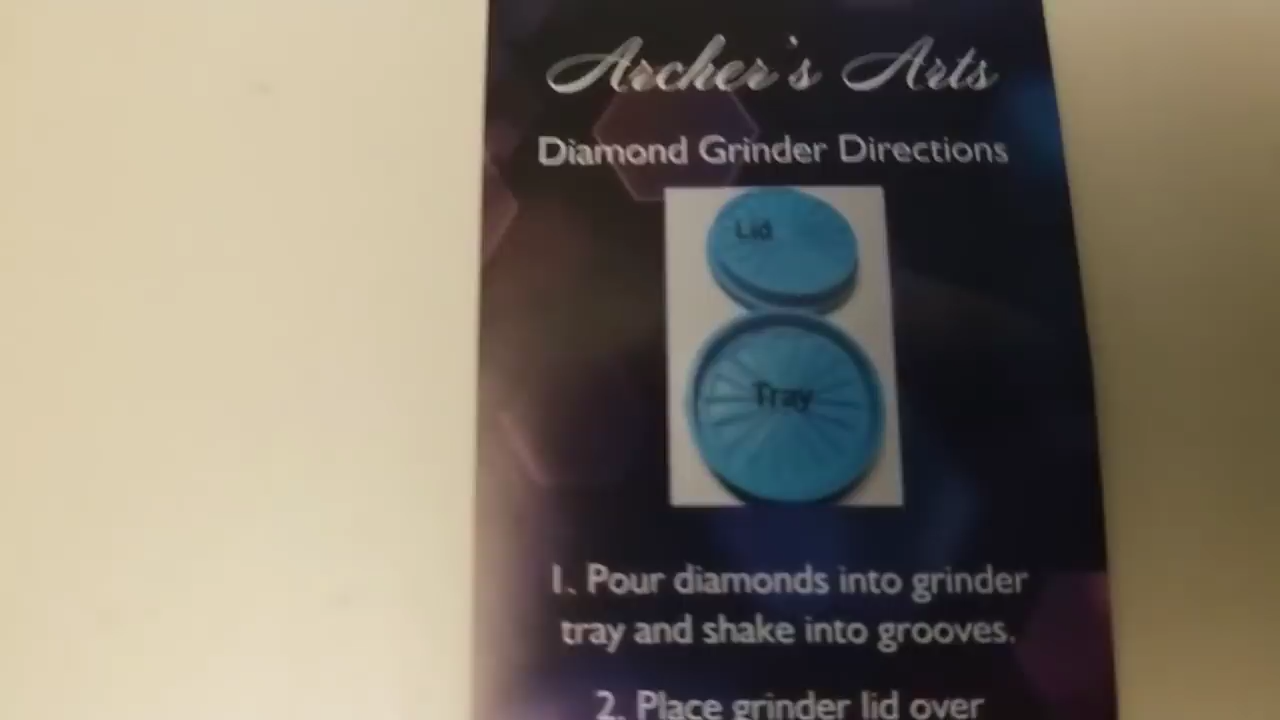 Archer's Arts
Diamond Grinder Directions
Lid
Tray
1. Pour diamonds into grinder
tray and shake into grooves.
2. Place grinder lid over